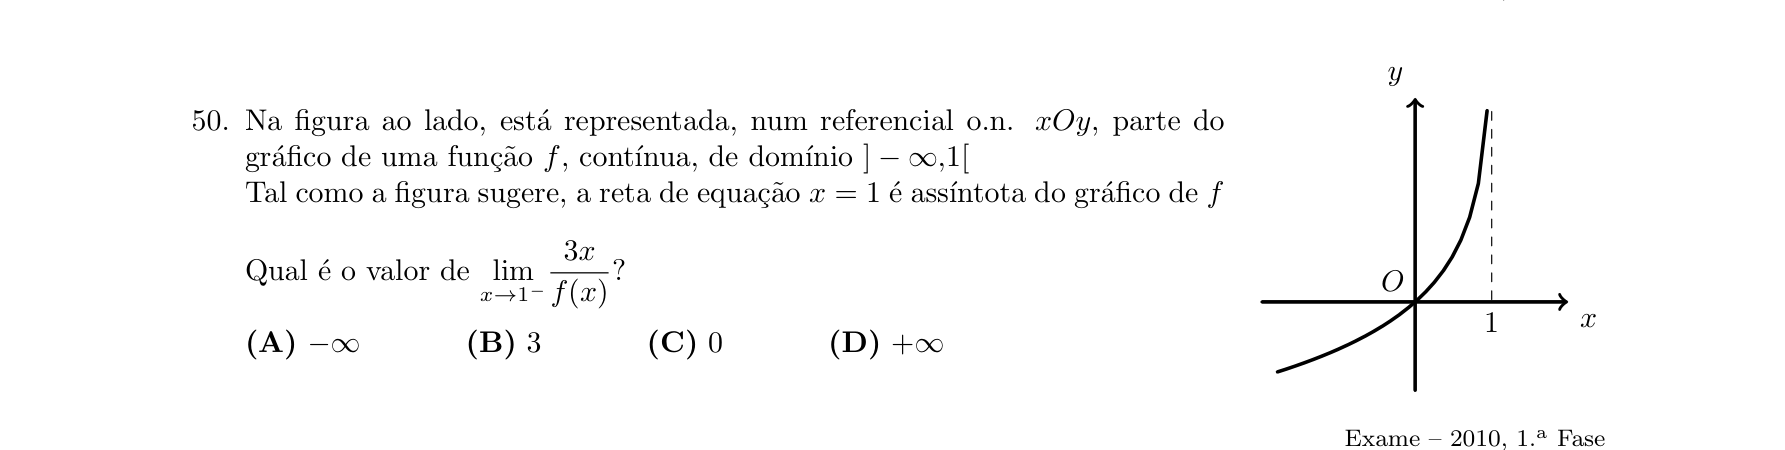 50. Na figura ao lado, está representada, num referencial o.n. xOy, parte do
gráfico de uma função f, contínua, de domínio ]−∞,1[
Tal como a figura sugere, a reta de equação x = 1 é assíntota do gráfico de f
Qual é o valor de lim x→1⁻ 3x/f(x)?
(A) −∞ (B) 3 (C) 0 (D) +∞
y
O
1
x
Exame – 2010, 1.ª Fase